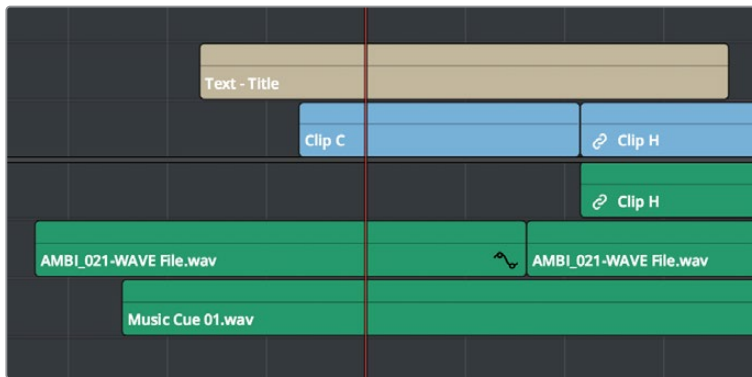 Text - Title
Clip C
Clip H
Clip H
AMBI_021-WAVE File.wav
AMBI_021-WAVE File.wav
Music Cue 01.wav